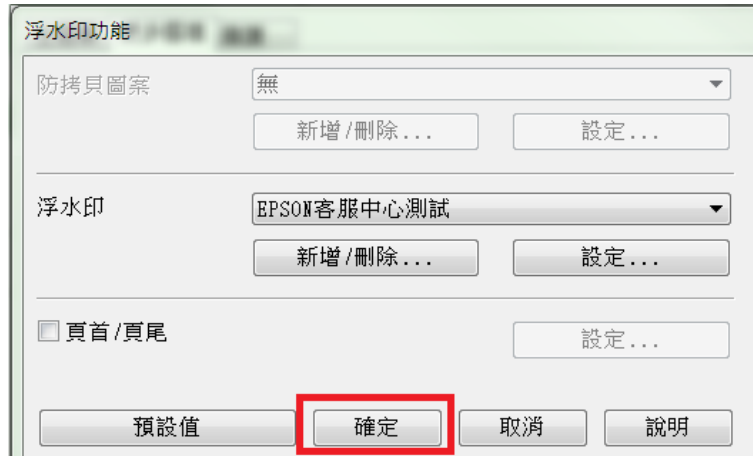 浮水印功能
防拷貝圖案 無
新增/刪除... 設定...
浮水印 EPSON客服中心測試
新增/刪除... 設定...
頁首/頁尾 設定...
預設值 確定 取消 說明